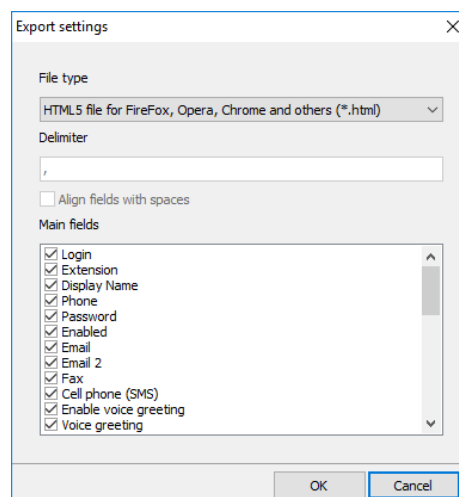 Export settings
File type
HTML5 file for FireFox, Opera, Chrome and others (*.html)
Delimiter
,
Align fields with spaces
Main fields
Login
Extension
Display Name
Phone
Password
Enabled
Email
Email 2
Fax
Cell phone (SMS)
Enable voice greeting
Voice greeting
OK Cancel